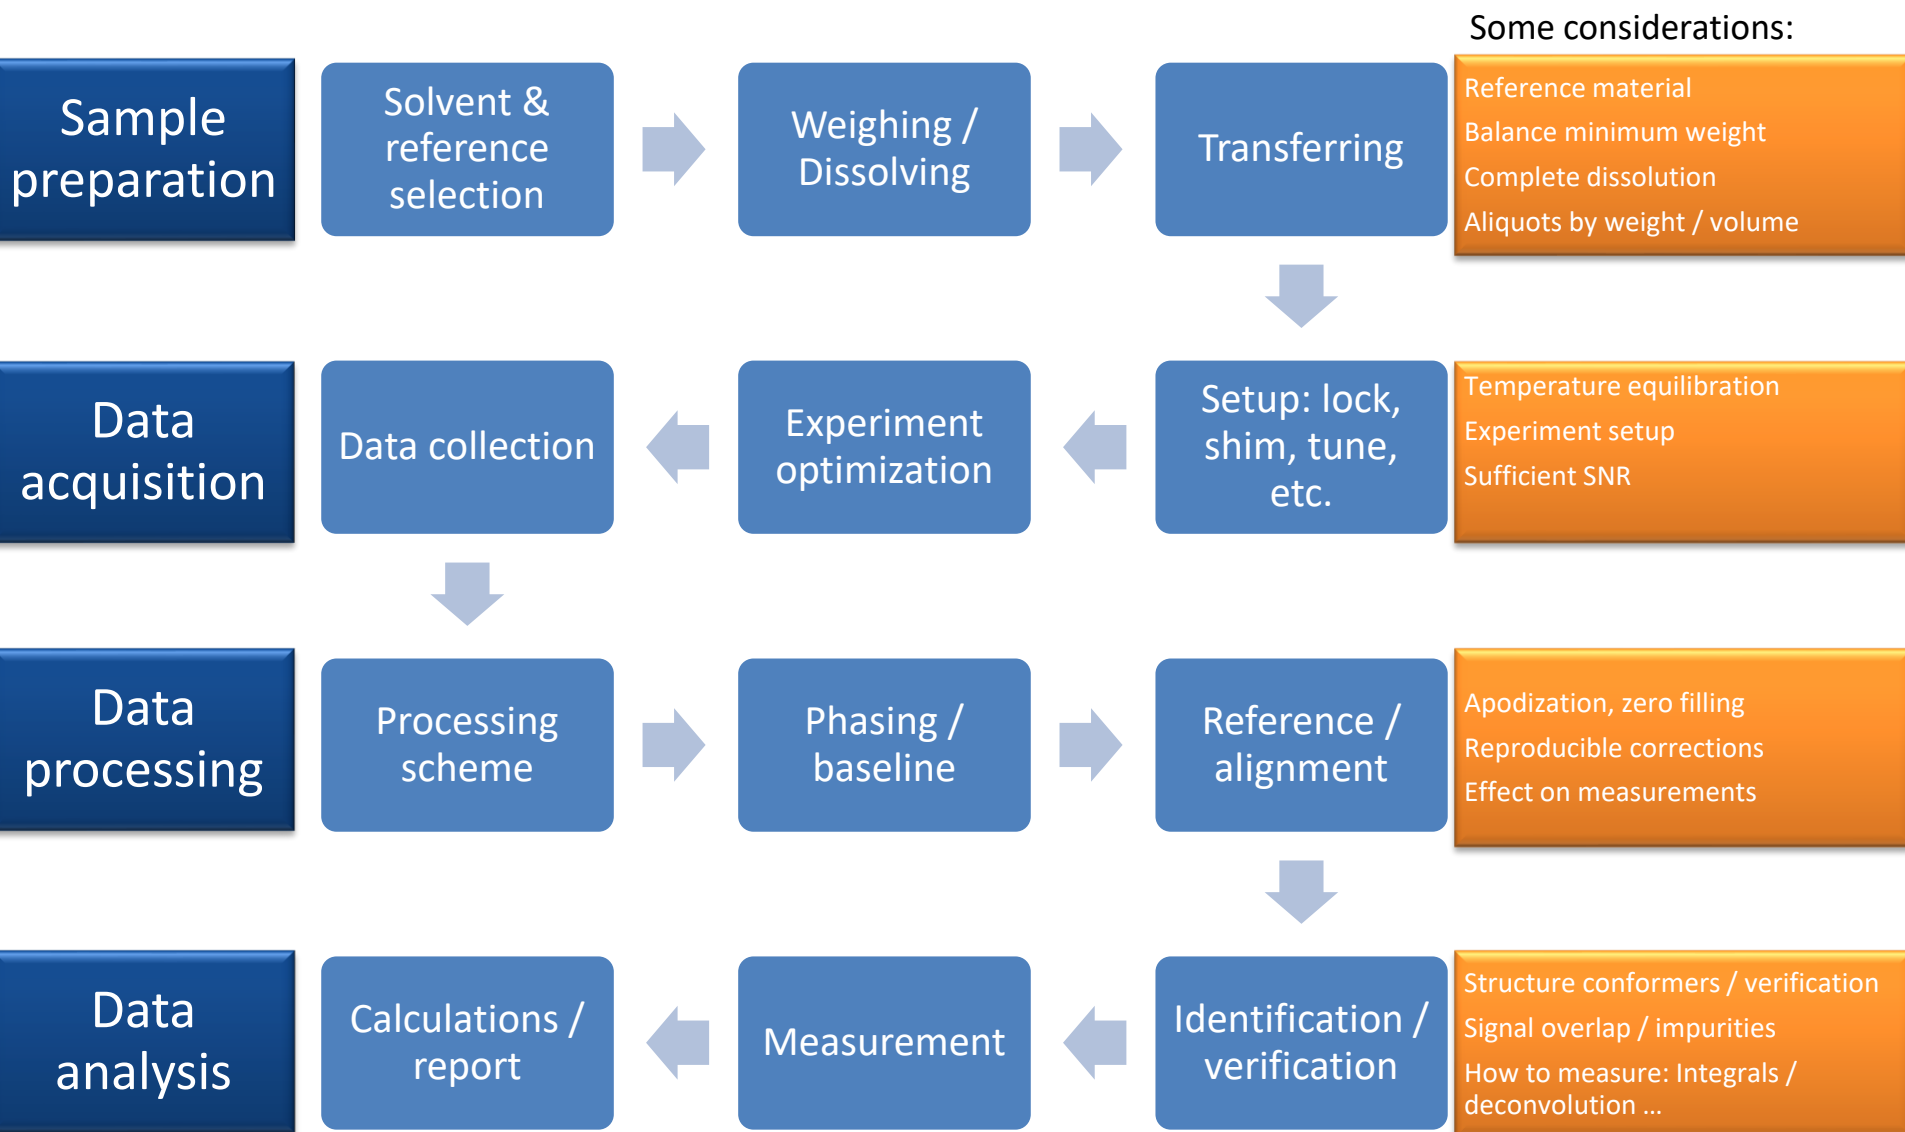 Some considerations:
Sample
preparation
Solvent &
reference
selection
Weighing /
Dissolving
Transferring
Reference material
Balance minimum weight
Complete dissolution
Aliquots by weight / volume
Data
acquisition
Data collection
Experiment
optimization
Setup: lock,
shim, tune,
etc.
Temperature equilibration
Experiment setup
Sufficient SNR
Data
processing
Processing
scheme
Phasing /
baseline
Reference /
alignment
Apodization, zero filling
Reproducible corrections
Effect on measurements
Data
analysis
Calculations /
report
Measurement
Identification /
verification
Structure conformers / verification
Signal overlap / impurities
How to measure: Integrals /
deconvolution ...